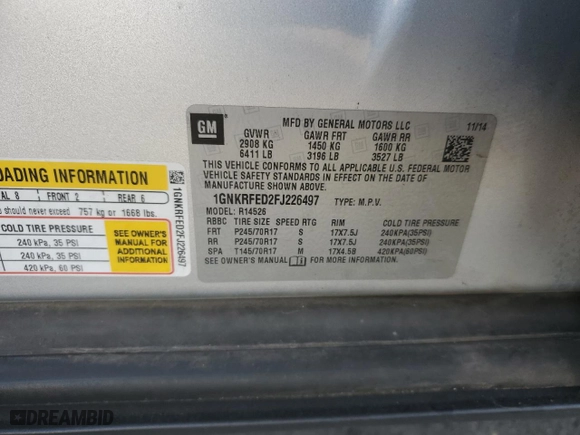 GM
MFD BY GENERAL MOTORS LLC 11/14
GVWR GAWR FRT GAWR RR
2908 KG 1450 KG 1600 KG
6411 LB 3196 LB 3527 LB
THIS VEHICLE CONFORMS TO ALL APPLICABLE U.S. FEDERAL MOTOR
VEHICLE SAFETY STANDARDS IN EFFECT ON THE DATE OF
MANUFACTURE SHOWN ABOVE.
1GNKRFED2FJ226497 TYPE: M.P.V.
MODEL: R14526
RBBC TIRE SIZE SPEED RTG RIM COLD TIRE PRESSURE
FRT P245/70R17 S 17X7.5J 240KPA(35PSI)
RR P245/70R17 S 17X7.5J 240KPA(35PSI)
SPA T145/70R17 M 17X4.5B 420KPA(60PSI)
SEE OWNER'S MANUAL i FOR MORE INFORMATION.
ADING INFORMATION
AL 8 FRONT 2 REAR 6
should never exceed 757 kg or 1668 lbs.
COLD TIRE PRESSURE
240 kPa, 35 PSI
240 kPa, 35 PSI
420 kPa, 60 PSI
SEE OWNER'S
MANUAL FOR
ADDITIONAL
INFORMATION
1GNKRFED2FJ226497
DREAMBID